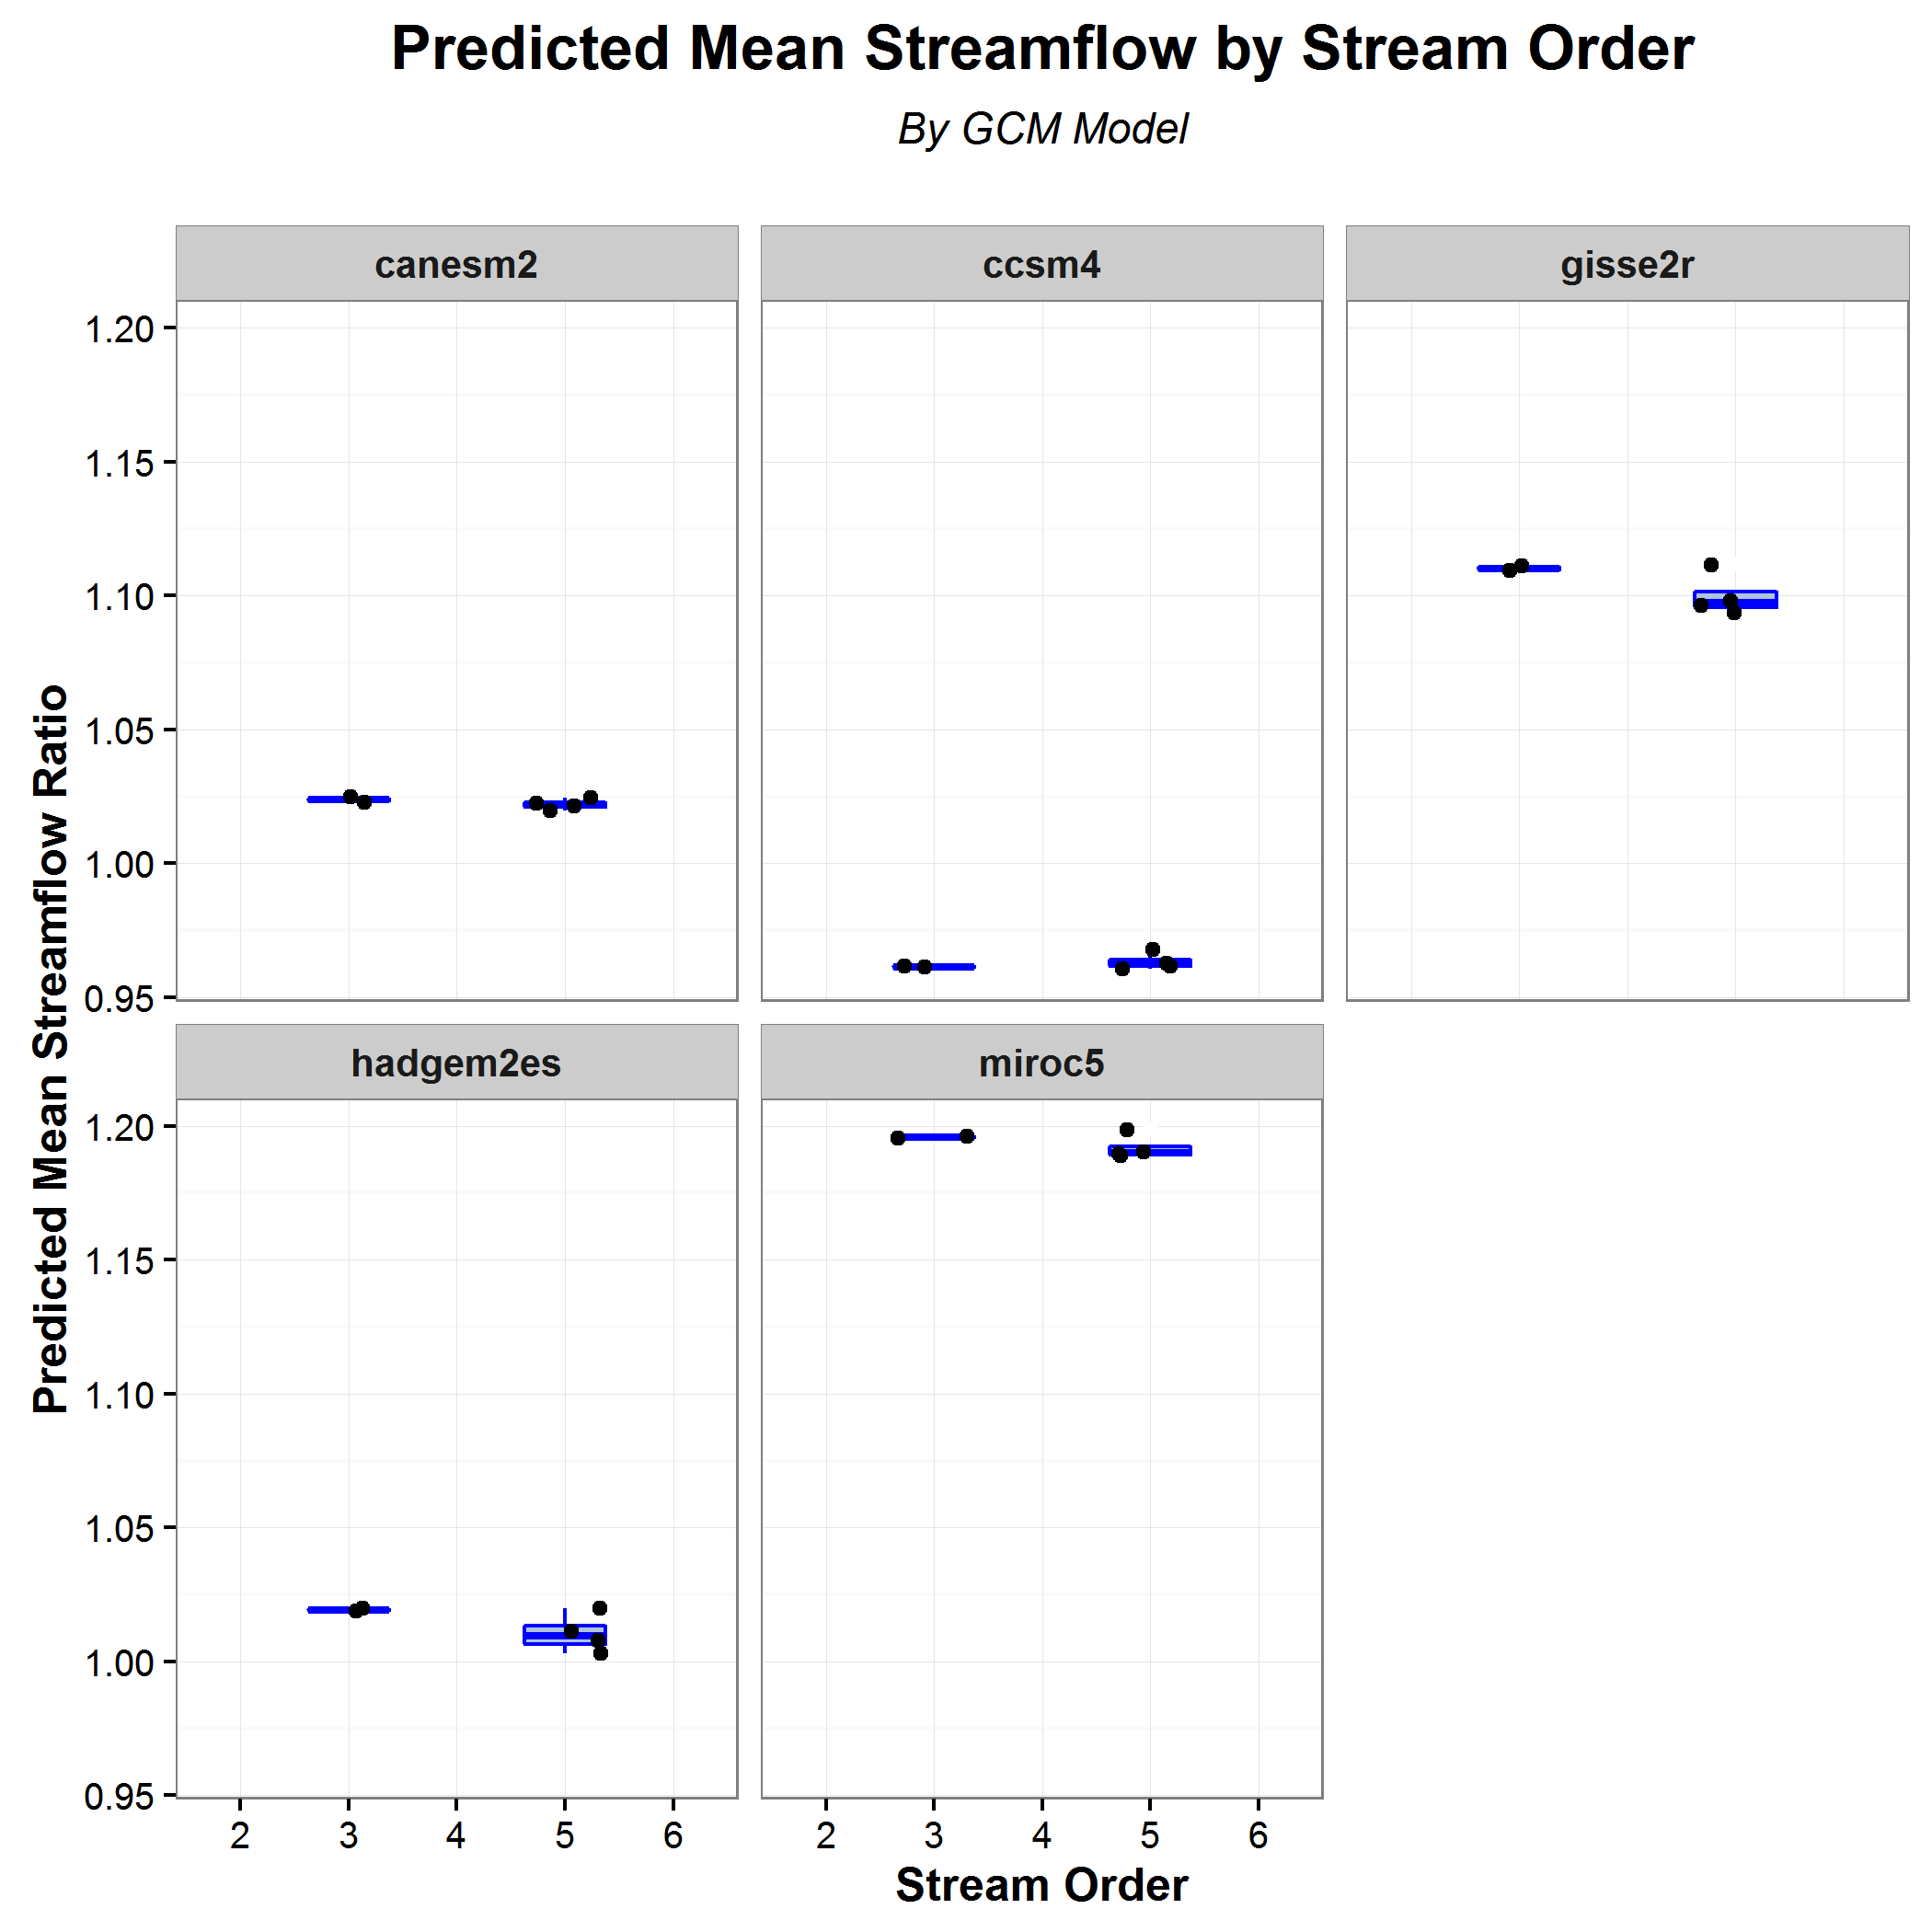 Predicted Mean Streamflow by Stream Order
By GCM Model
canesm2
ccsm4
gisse2r
1.20
1.15
1.10
1.05
1.00
0.95
Predicted Mean Streamflow Ratio
hadgem2es
miroc5
1.20
1.15
1.10
1.05
1.00
0.95
2 3 4 5 6
2 3 4 5 6
Stream Order